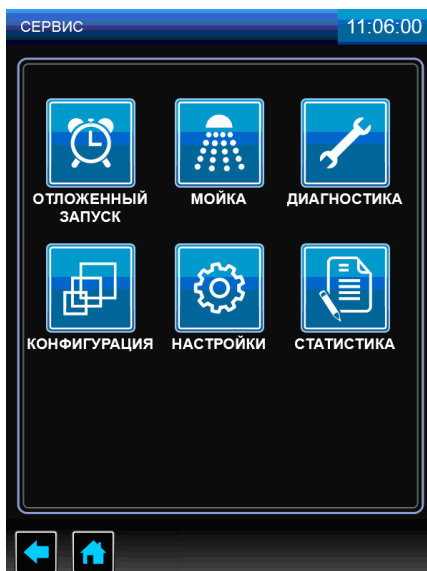 СЕРВИС
11:06:00
ОТЛОЖЕННЫЙ
ЗАПУСК
МОЙКА
ДИАГНОСТИКА
КОНФИГУРАЦИЯ
НАСТРОЙКИ
СТАТИСТИКА